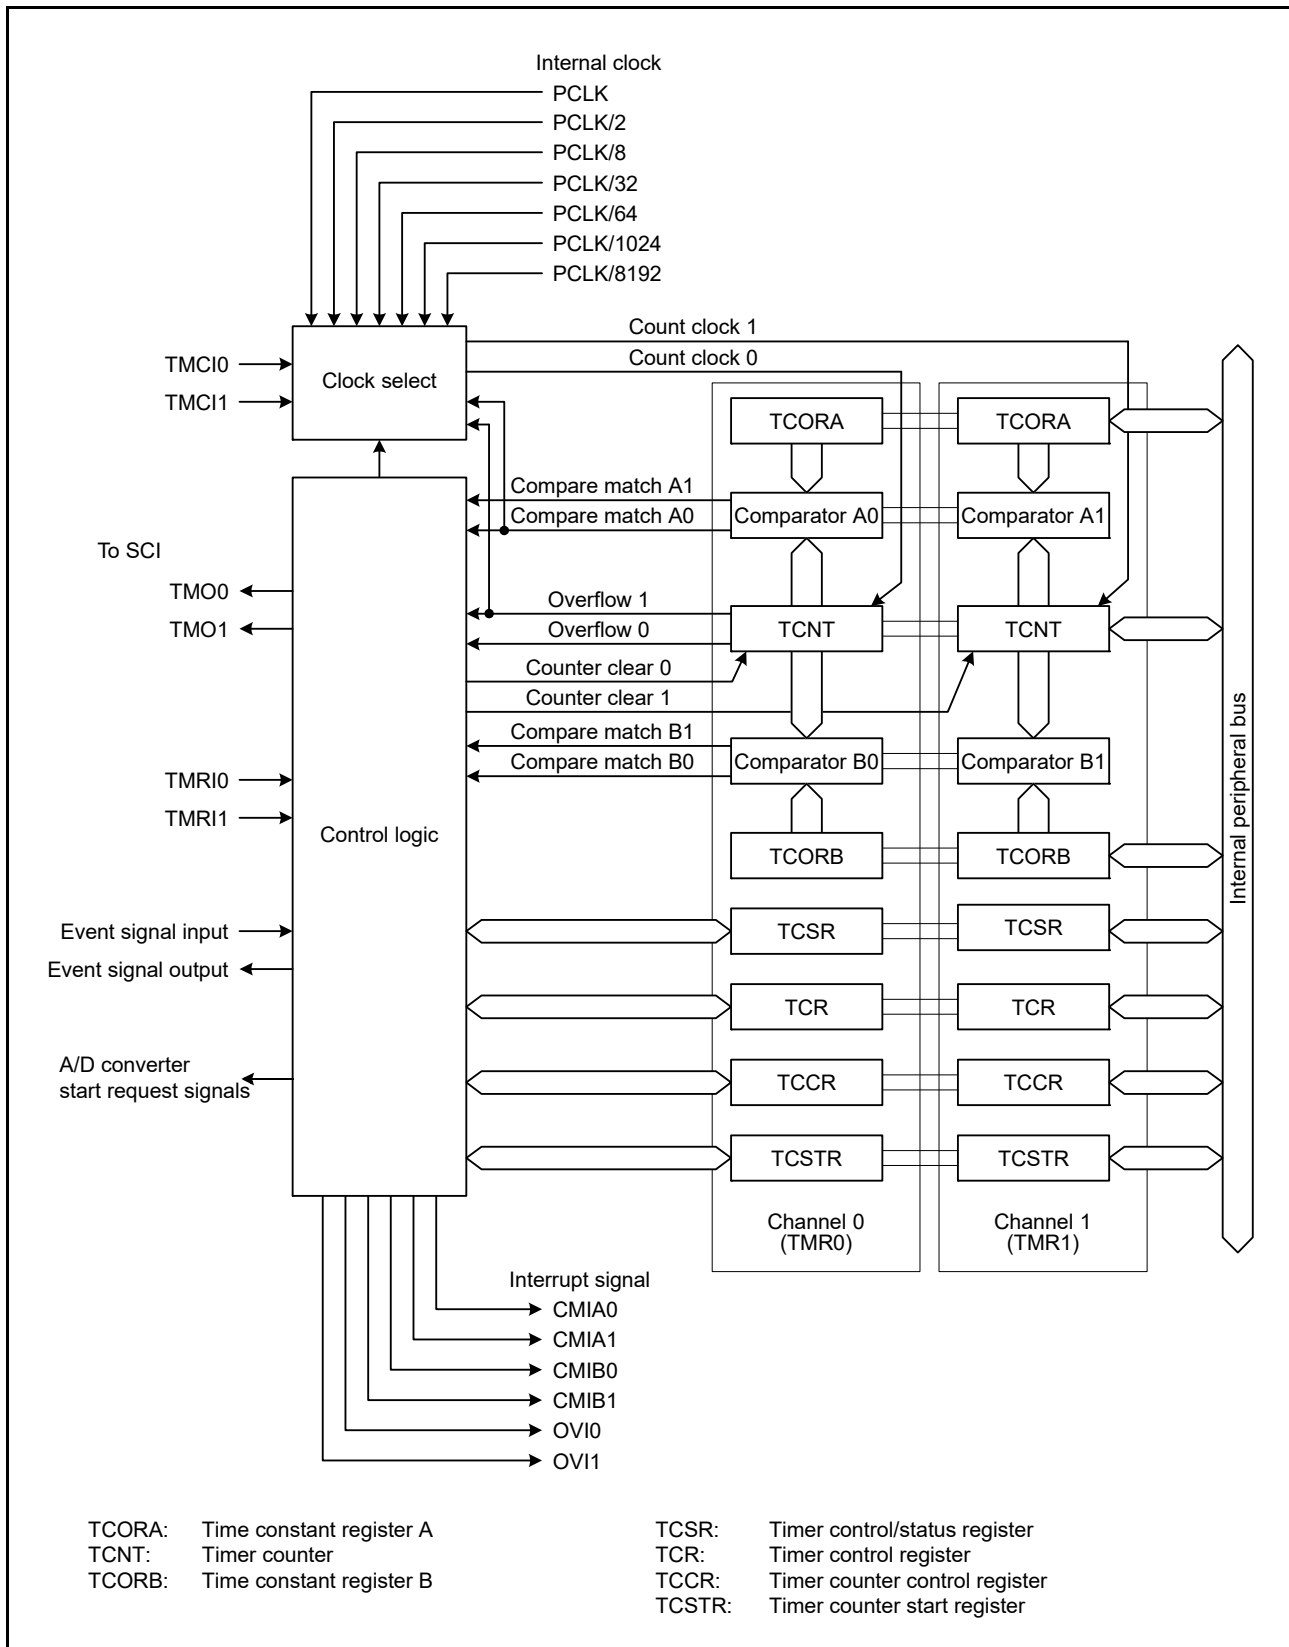 Internal clock
PCLK
PCLK/2
PCLK/8
PCLK/32
PCLK/64
PCLK/1024
PCLK/8192
Count clock 1
Count clock 0
TMCI0
TMCI1
Clock select
TCORA
TCORA
Compare match A1
Compare match A0
Comparator A0
Comparator A1
To SCI
TMO0
TMO1
Overflow 1
Overflow 0
TCNT
TCNT
Counter clear 0
Counter clear 1
Compare match B1
Compare match B0
Comparator B0
Comparator B1
TMRI0
TMRI1
Control logic
TCORB
TCORB
Internal peripheral bus
Event signal input
Event signal output
TCSR
TCSR
TCR
TCR
A/D converter
start request signals
TCCR
TCCR
TCSTR
TCSTR
Channel 0
(TMR0)
Channel 1
(TMR1)
Interrupt signal
CMIA0
CMIA1
CMIB0
CMIB1
OVI0
OVI1
TCORA: Time constant register A
TCNT: Timer counter
TCORB: Time constant register B
TCSR: Timer control/status register
TCR: Timer control register
TCCR: Timer counter control register
TCSTR: Timer counter start register